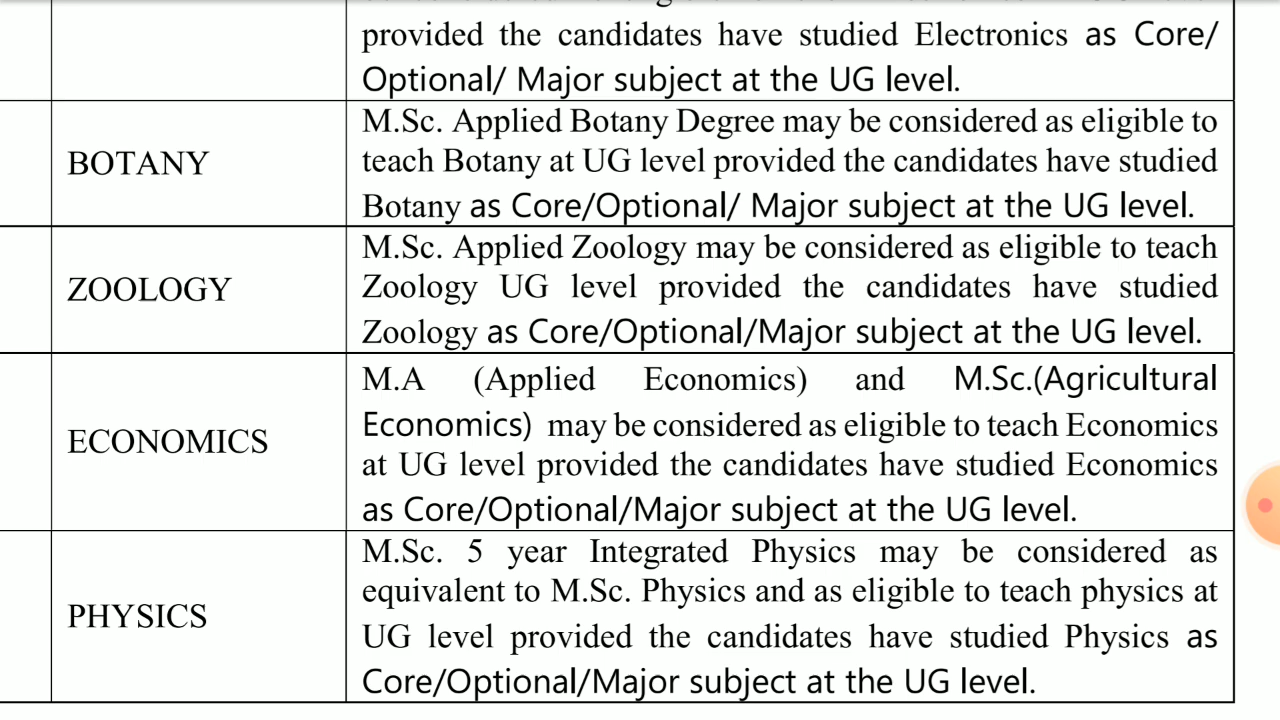 provided the candidates have studied Electronics as Core/
Optional/ Major subject at the UG level.
BOTANY
M.Sc. Applied Botany Degree may be considered as eligible to
teach Botany at UG level provided the candidates have studied
Botany as Core/Optional/ Major subject at the UG level.
ZOOLOGY
M.Sc. Applied Zoology may be considered as eligible to teach
Zoology UG level provided the candidates have studied
Zoology as Core/Optional/Major subject at the UG level.
ECONOMICS
M.A (Applied Economics) and M.Sc.(Agricultural
Economics) may be considered as eligible to teach Economics
at UG level provided the candidates have studied Economics
as Core/Optional/Major subject at the UG level.
PHYSICS
M.Sc. 5 year Integrated Physics may be considered as
equivalent to M.Sc. Physics and as eligible to teach physics at
UG level provided the candidates have studied Physics as
Core/Optional/Major subject at the UG level.